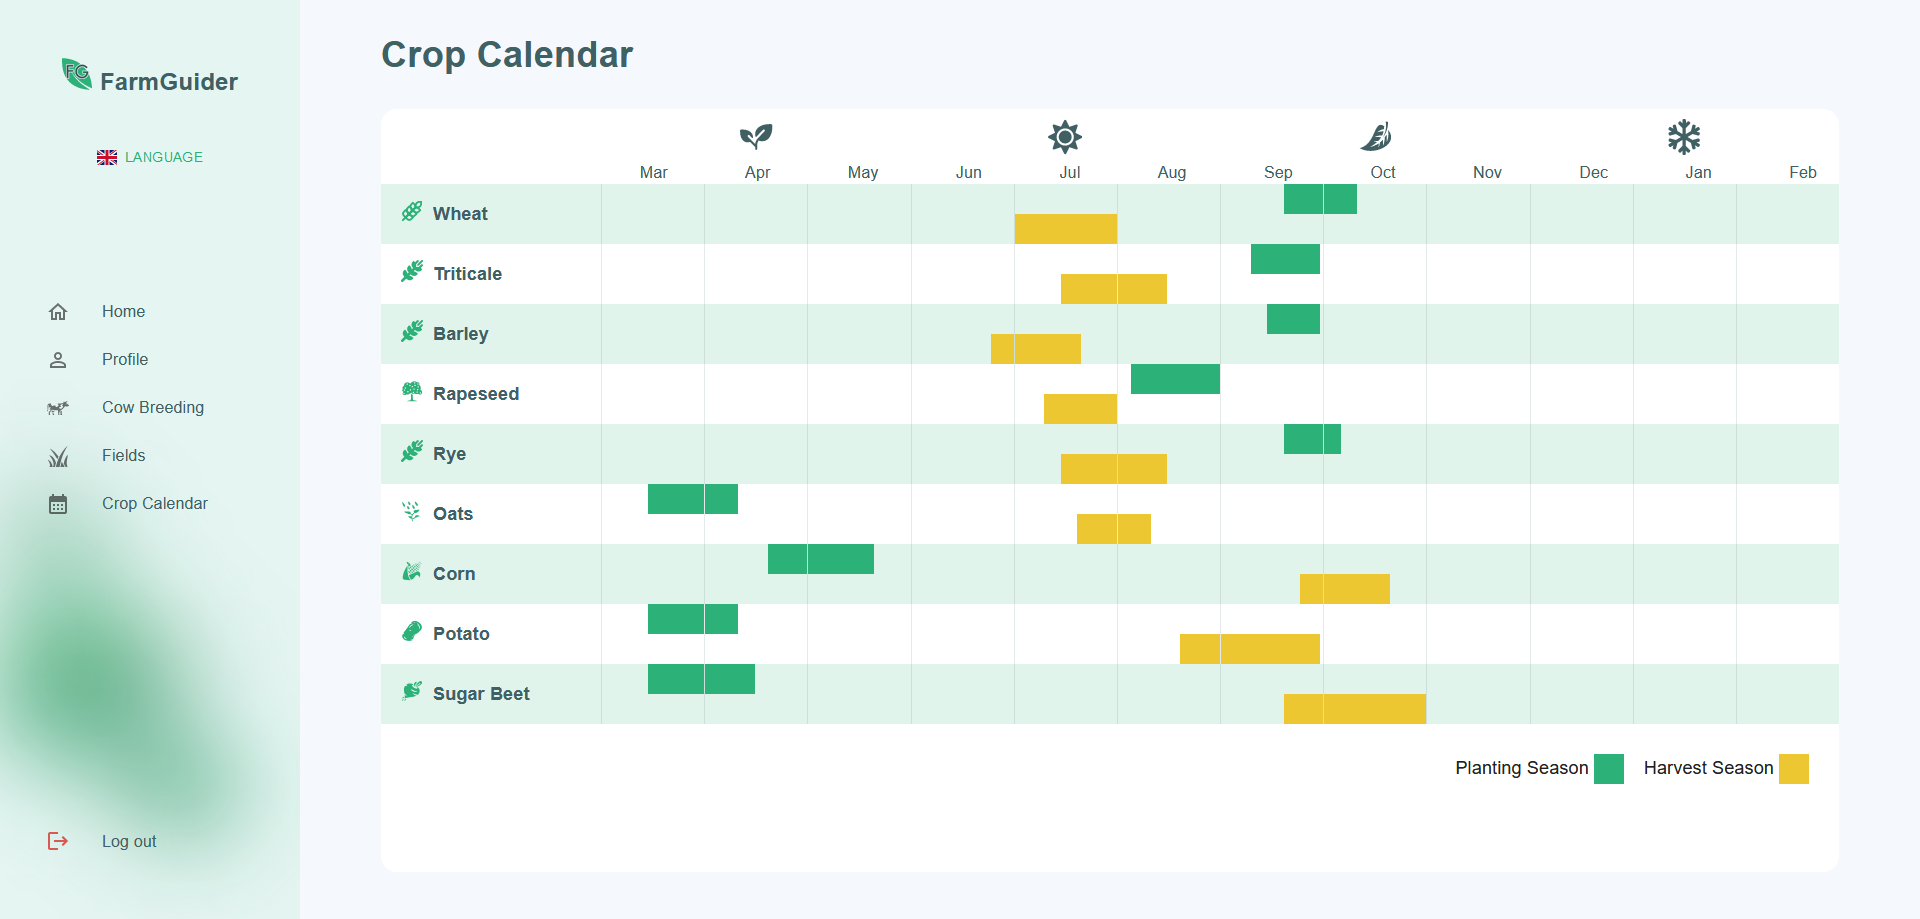 Crop Calendar
FG
FarmGuider
LANGUAGE
Home
Profile
Cow Breeding
Fields
Crop Calendar
Log out
Mar Apr May Jun Jul Aug Sep Oct Nov Dec Jan Feb
Wheat
Triticale
Barley
Rapeseed
Rye
Oats
Corn
Potato
Sugar Beet
Planting Season Harvest Season